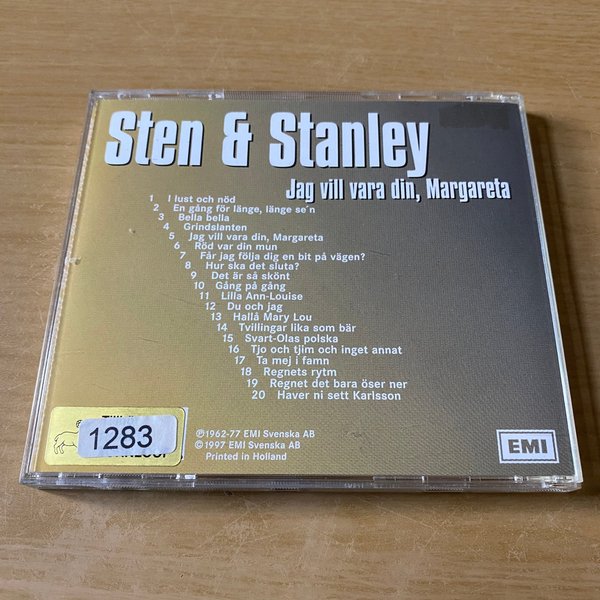 Sten & Stanley
Jag vill vara din, Margareta
1 I lust och nöd
2 En gång för länge, länge se'n
3 Bella bella
4 Grindslanten
5 Jag vill vara din, Margareta
6 Röd var din mun
7 Får jag följa dig en bit på vägen?
8 Hur ska det sluta?
9 Det är så skönt
10 Gång på gång
11 Lilla Ann-Louise
12 Du och jag
13 Hallå Mary Lou
14 Tvillingar lika som bär
15 Svart-Olas polska
16 Tjo och tjim och inget annat
17 Ta mej i famn
18 Regnets rytm
19 Regnet det bara öser ner
20 Haver ni sett Karlsson
1283
℗1962-77 EMI Svenska AB
©1997 EMI Svenska AB
Printed in Holland
EMI